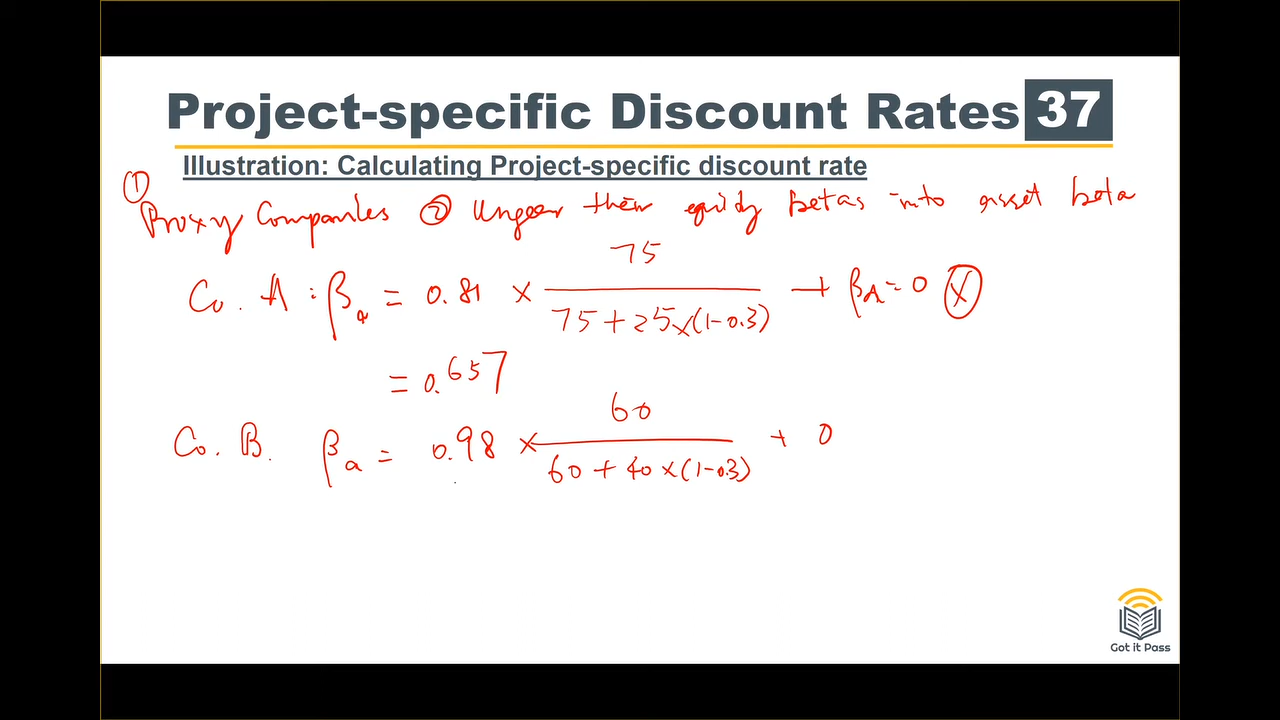 Project-specific Discount Rates 37
Illustration: Calculating Project-specific discount rate
① Proxy Companies ② Ungear their equity betas into asset beta
Co. A : βa = 0.81 × 75 / 75 + 25 × (1-0.3) + βd = 0 (X)
= 0.657
Co. B. βa = 0.98 × 60 / 60 + 40 × (1-0.3) + 0
Got it Pass